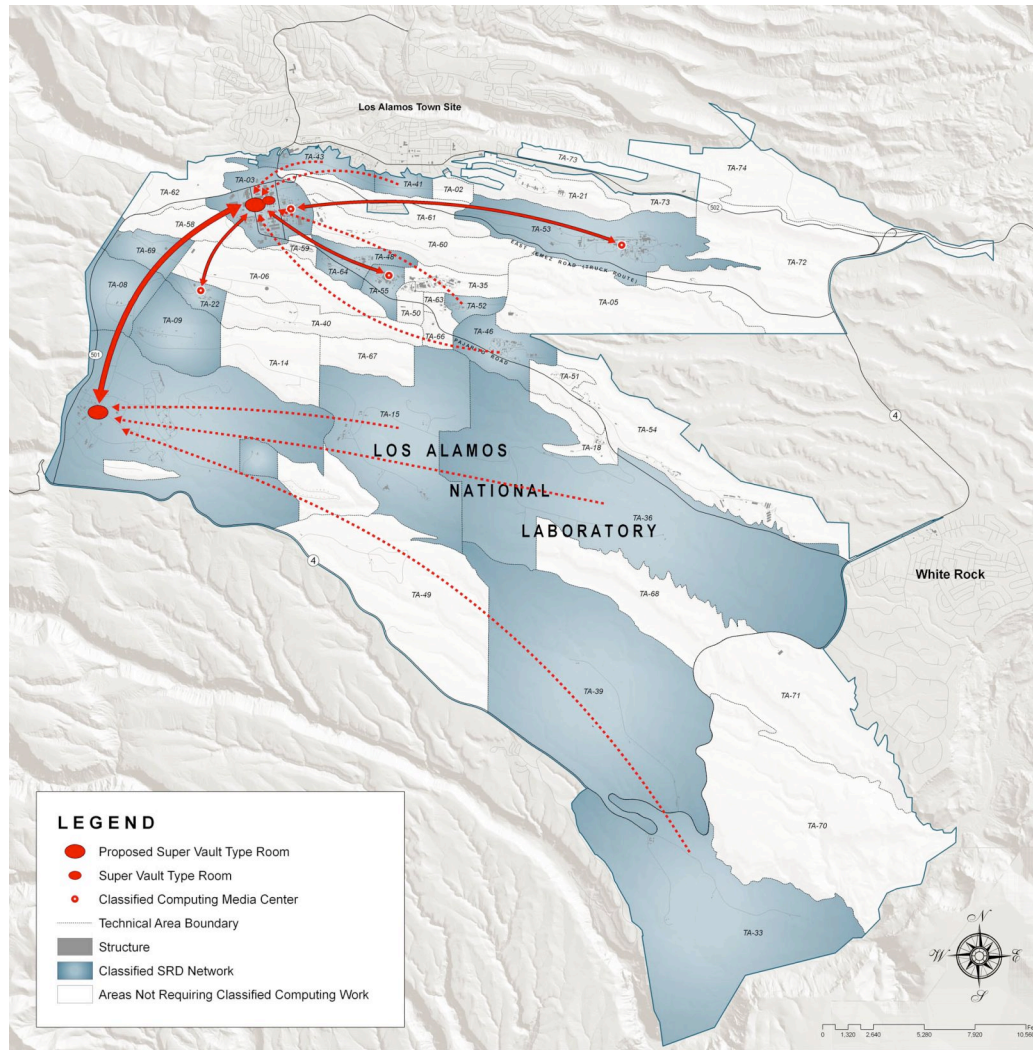 Los Alamos Town Site
TA-43
TA-73
TA-74
TA-03
TA-41
TA-02
TA-62
TA-21
TA-73
502
TA-61
TA-58
TA-53
TA-59
TA-60
TA-72
TA-69
TA-48
TA-64
EAST JEMEZ ROAD (TRUCK ROUTE)
TA-08
TA-06
TA-55
TA-35
TA-22
TA-63
TA-52
TA-05
TA-50
TA-09
TA-40
TA-46
TA-66
PAJARITO ROAD
501
TA-14
TA-67
TA-51
TA-15
4
TA-54
LOS ALAMOS
TA-18
NATIONAL
TA-36
LABORATORY
4
White Rock
TA-49
TA-68
TA-39
TA-71
TA-70
TA-33
LEGEND
Proposed Super Vault Type Room
Super Vault Type Room
Classified Computing Media Center
Technical Area Boundary
Structure
Classified SRD Network
Areas Not Requiring Classified Computing Work
N
W E
S
0 1,320 2,640 5,280 7,920 10,560